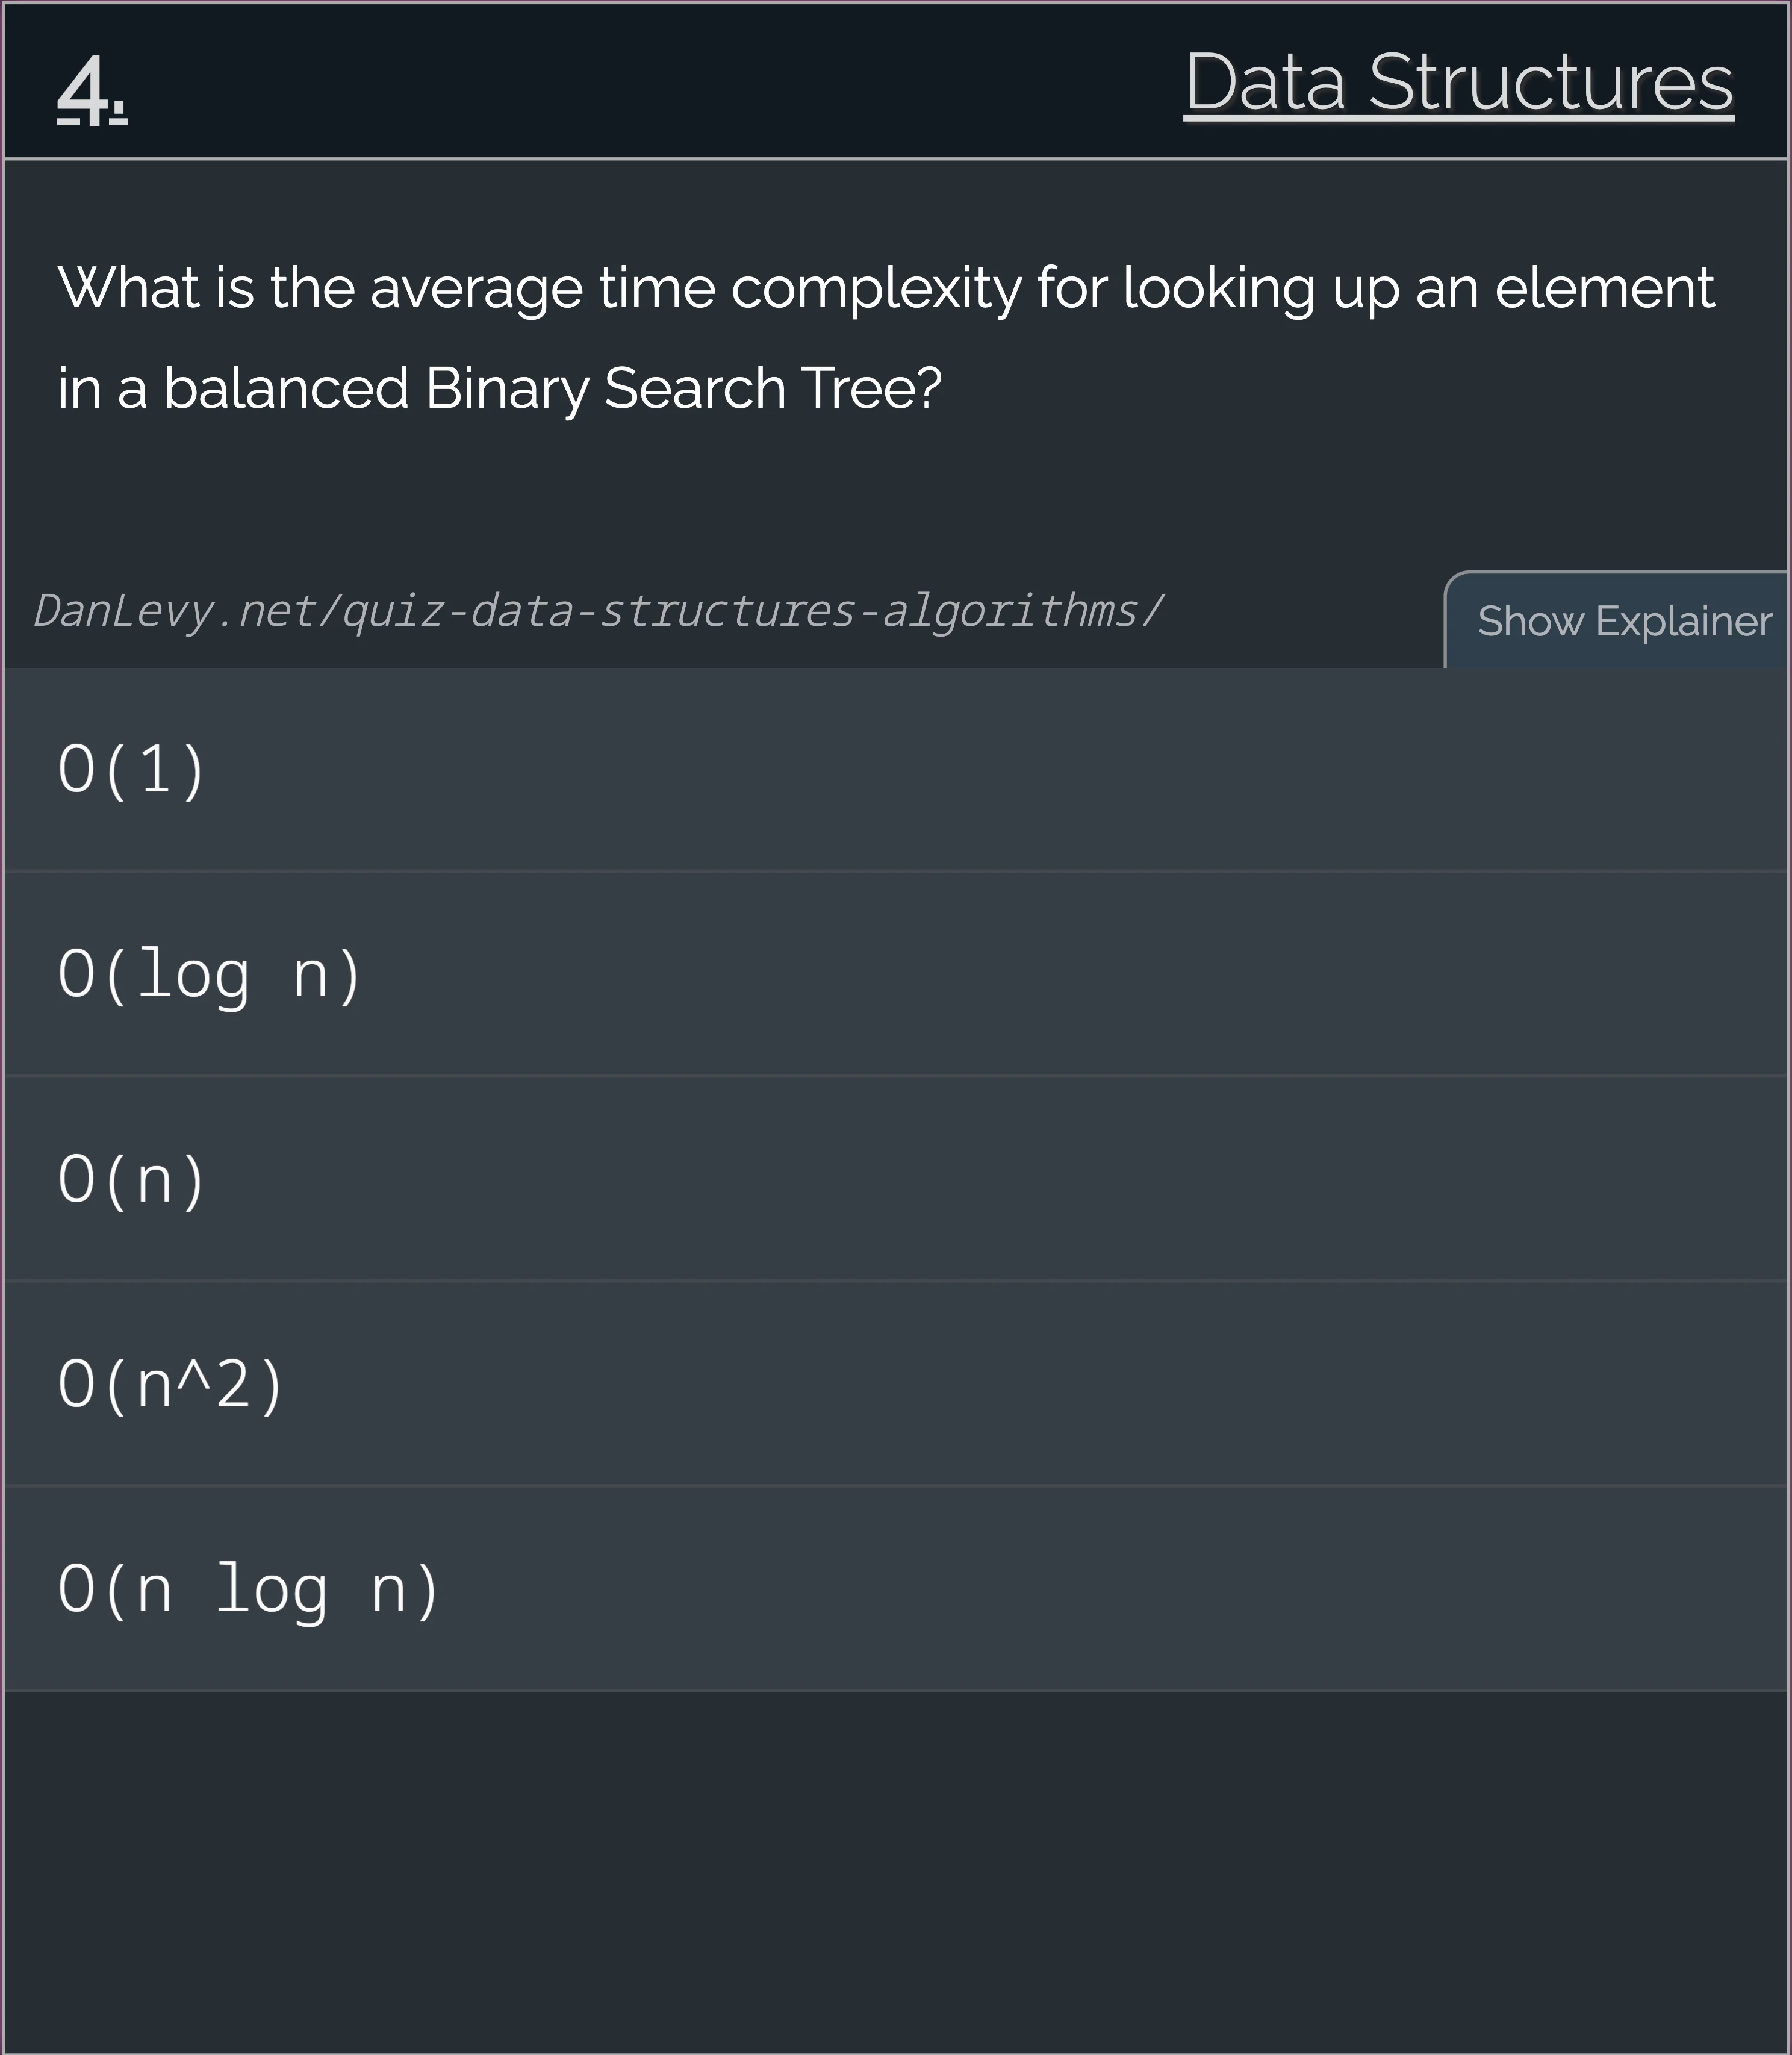 4.
Data Structures
What is the average time complexity for looking up an element
in a balanced Binary Search Tree?
DanLevy.net/quiz-data-structures-algorithms/
Show Explainer
O(1)
O(log n)
O(n)
O(n^2)
O(n log n)